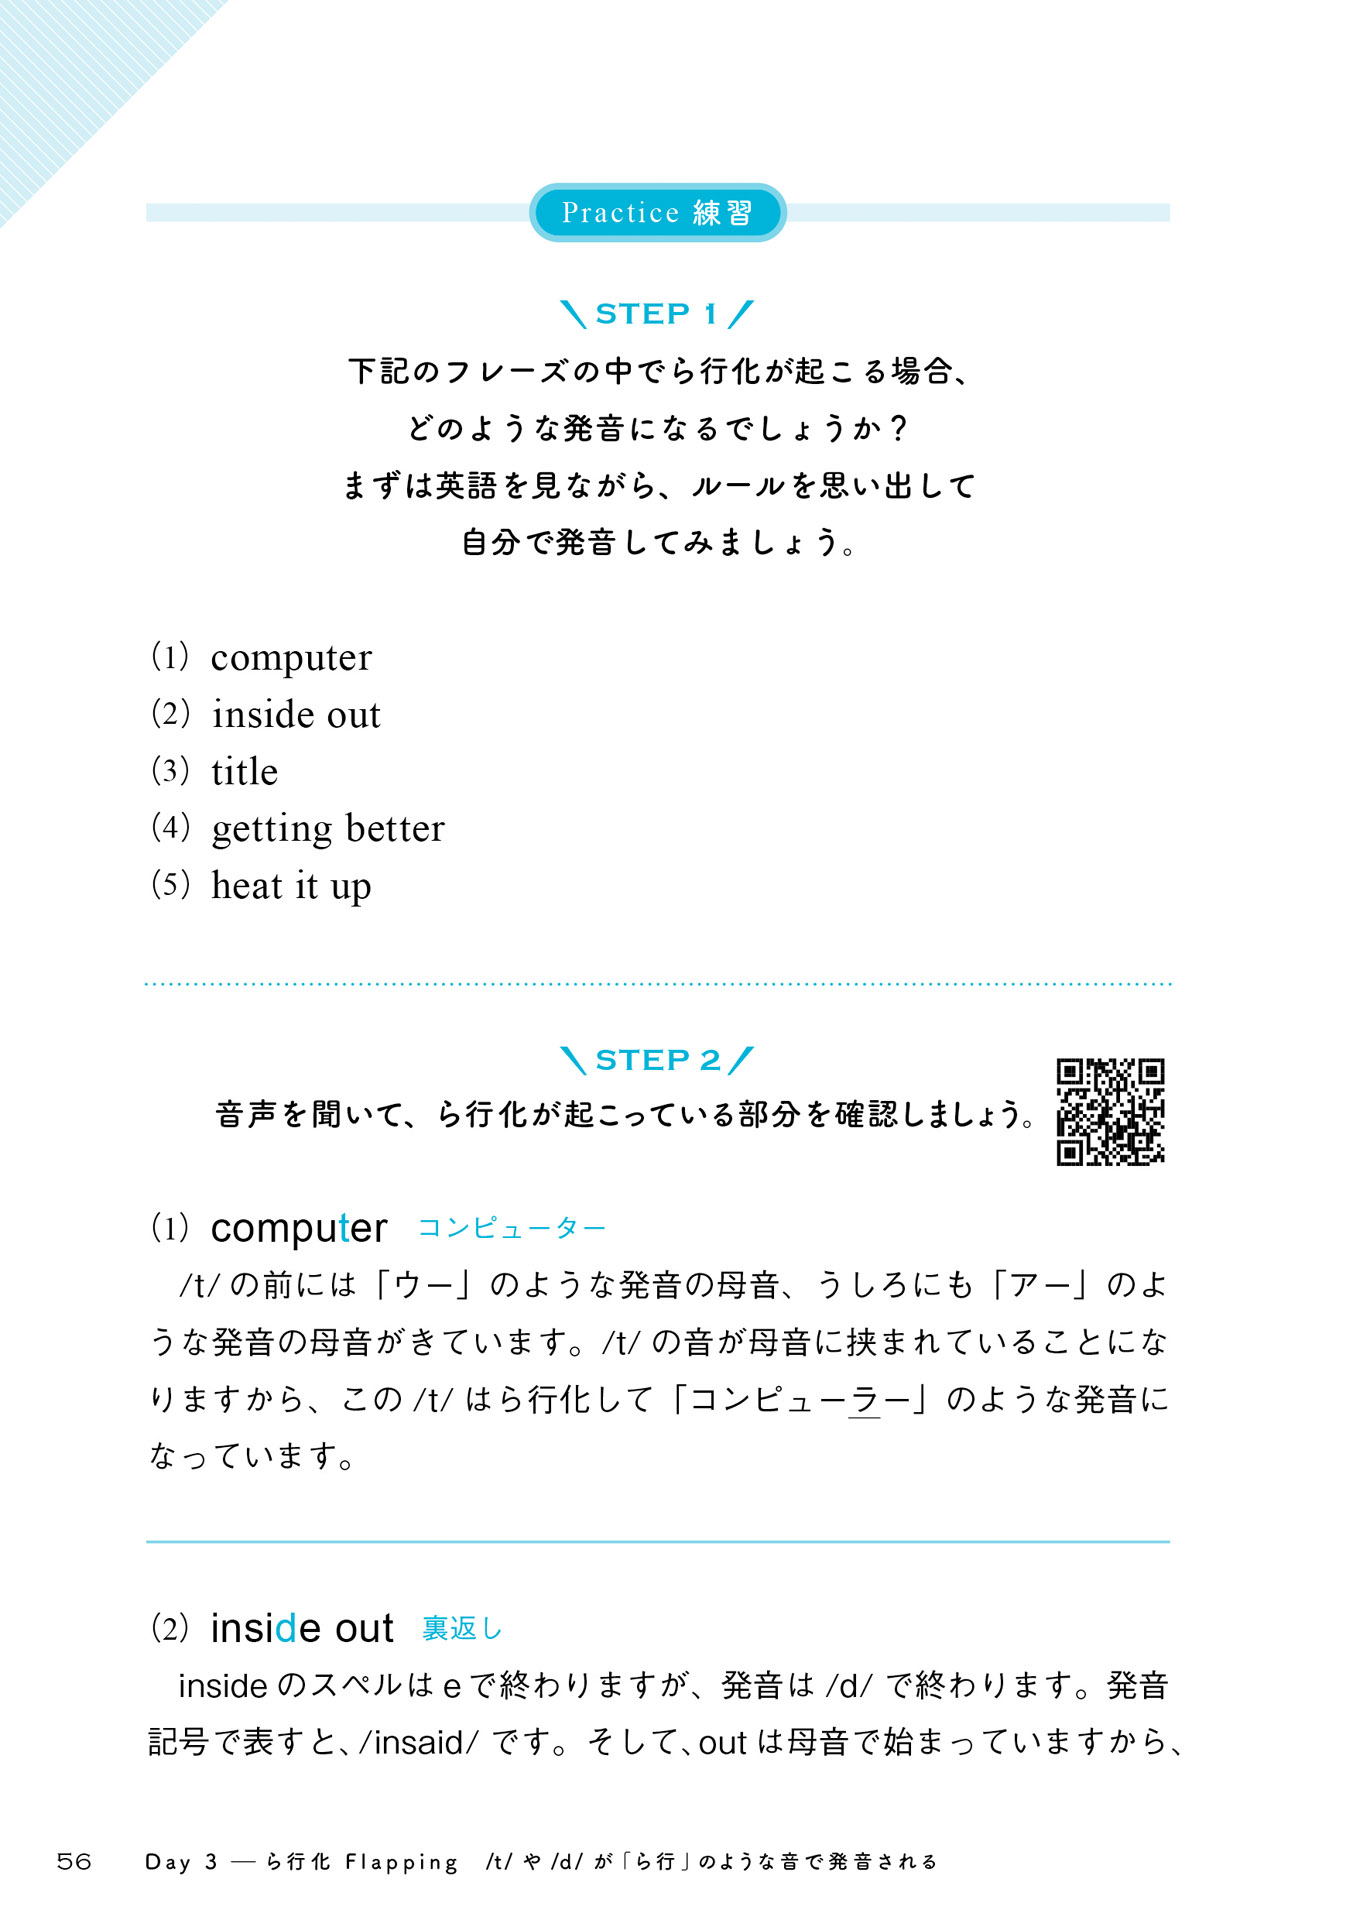 Practice 練習
STEP 1
下記のフレーズの中でら行化が起こる場合、
どのような発音になるでしょうか？
まずは英語を見ながら、ルールを思い出して
自分で発音してみましょう。
(1) computer
(2) inside out
(3) title
(4) getting better
(5) heat it up
STEP 2
音声を聞いて、ら行化が起こっている部分を確認しましょう。
(1) computer コンピューター
/t/ の前には「ウー」のような発音の母音、うしろにも「アー」のよ
うな発音の母音がきています。/t/ の音が母音に挟まれていることにな
りますから、この /t/ はら行化して「コンピューラー」のような発音に
なっています。
(2) inside out 裏返し
inside のスペルは e で終わりますが、発音は /d/ で終わります。発音
記号で表すと、/insaid/ です。そして、out は母音で始まっていますから、
56 Day 3 — ら行化 Flapping /t/ や /d/ が「ら行」のような音で発音される